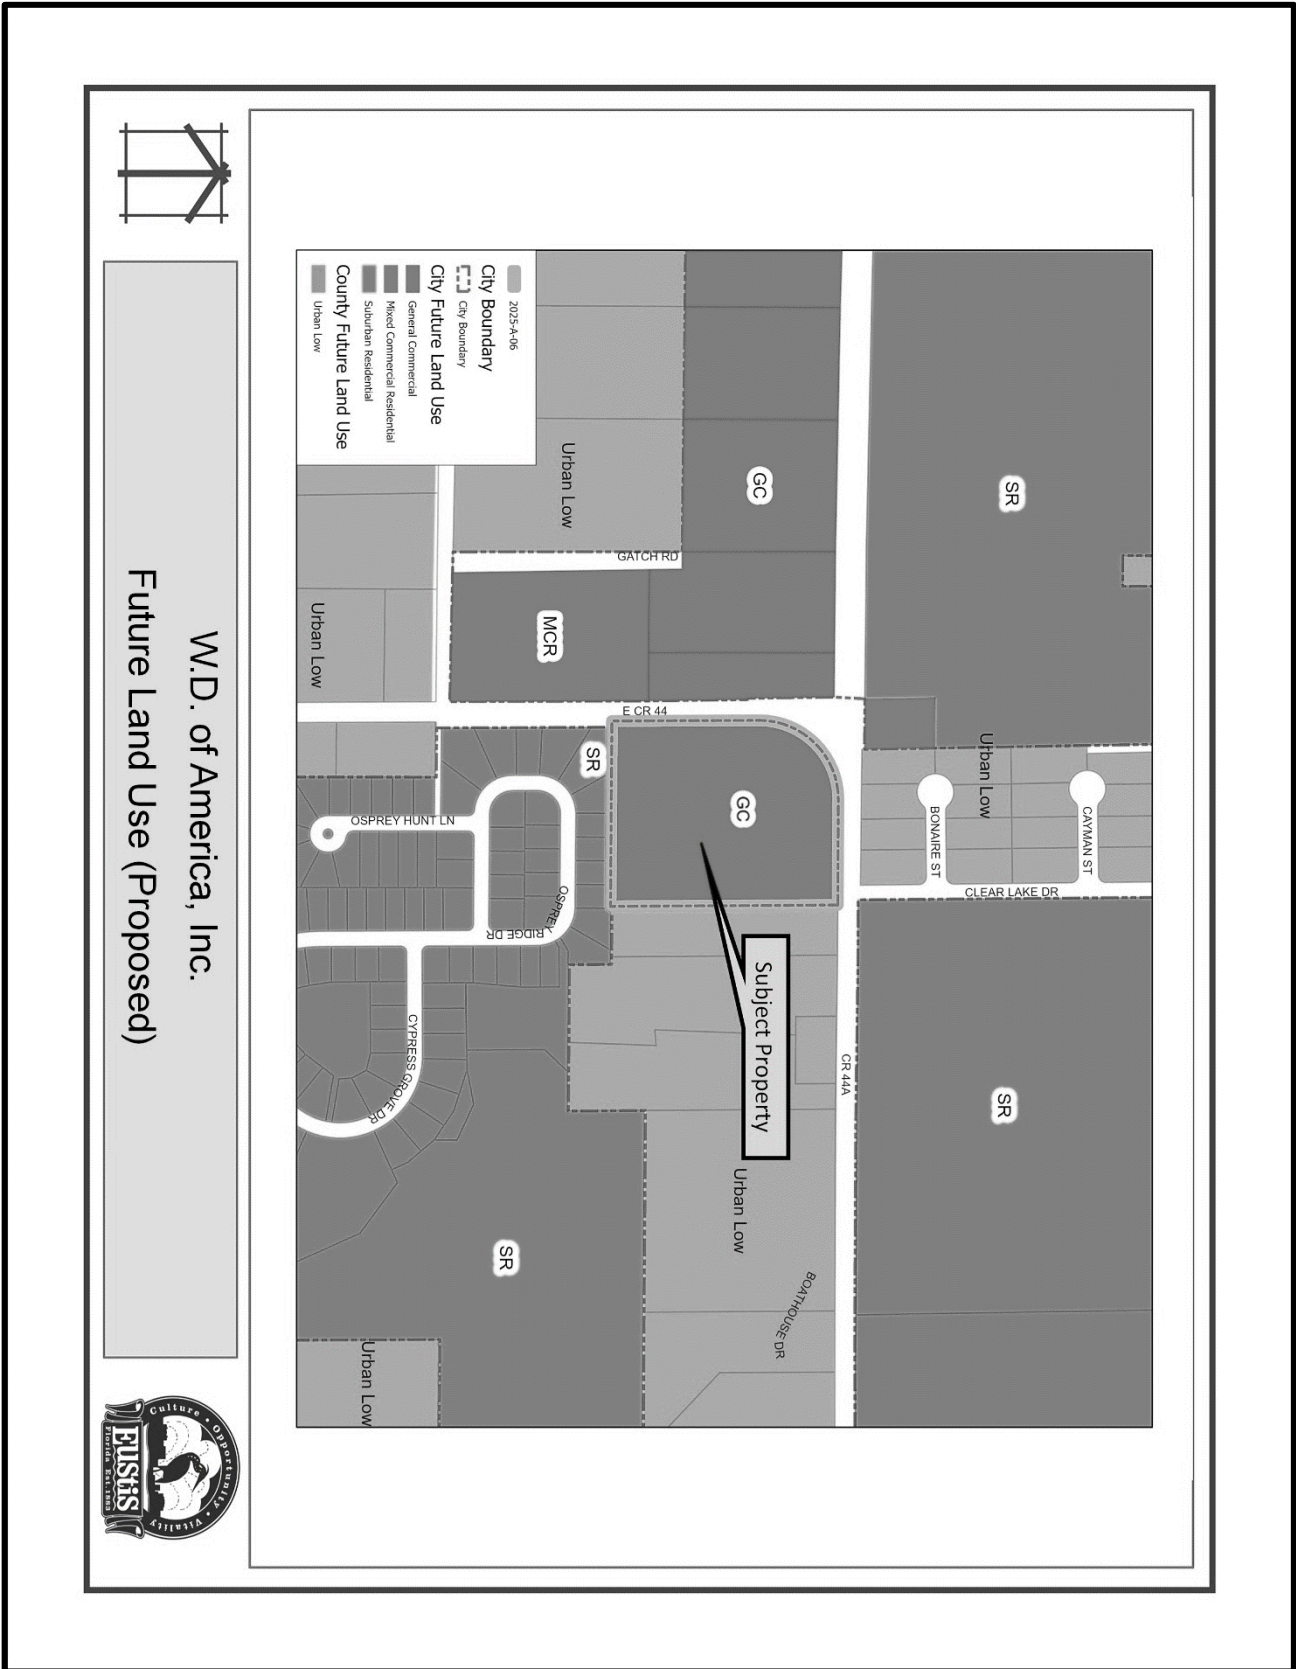 SR
SR
CAYMAN ST
BONAIRE ST
Urban Low
CLEAR LAKE DR
GC
GC
CR 44A
Subject Property
Urban Low
BOATHOUSE DR
GATCH RD
E CR 44
Urban Low
MCR
SR
OSPREY RIDGE DR
OSPREY HUNT LN
CYPRESS GROVE DR
SR
Urban Low
Urban Low
2025-A-06
City Boundary
City Boundary
City Future Land Use
General Commercial
Mixed Commercial Residential
Suburban Residential
County Future Land Use
Urban Low
W.D. of America, Inc.
Future Land Use (Proposed)
Culture • Opportunity • Vitality
EUSTIS
Florida Est.1883